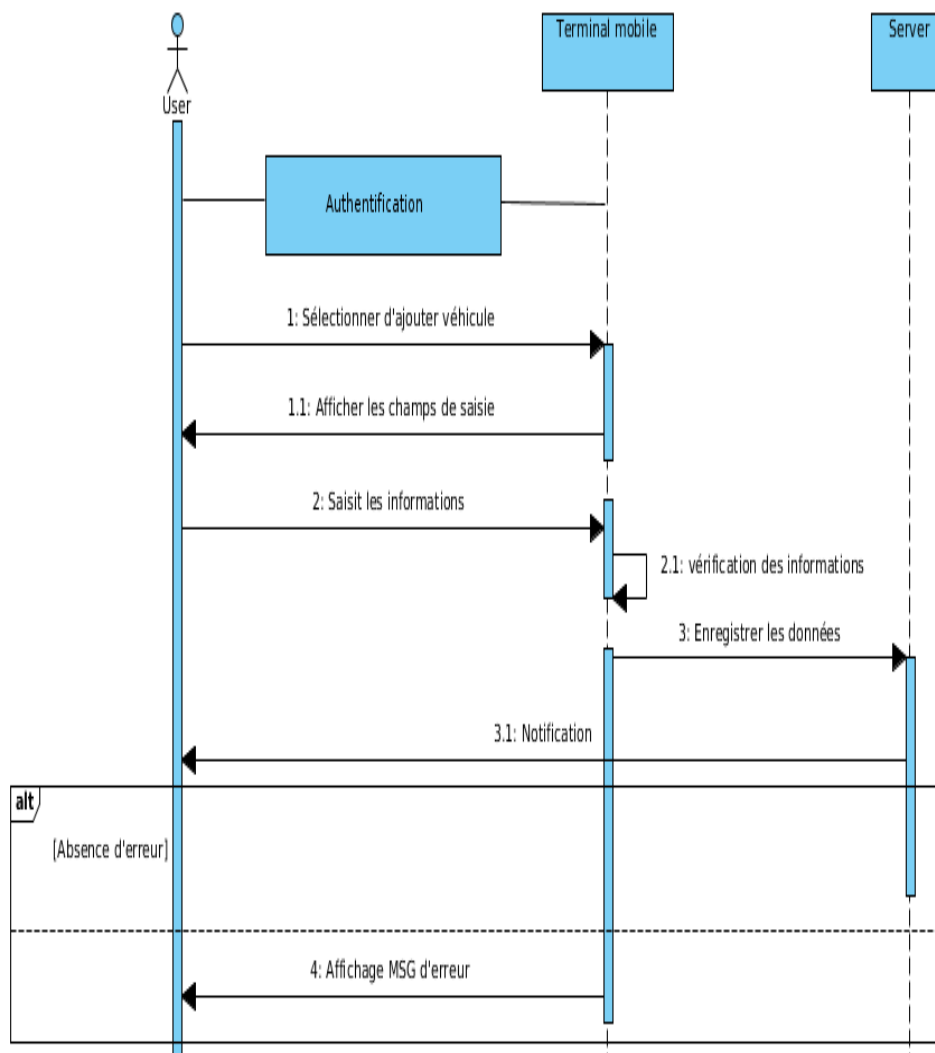 Terminal mobile
Server
User
Authentification
1: Sélectionner d'ajouter véhicule
1.1: Afficher les champs de saisie
2: Saisit les informations
2.1: vérification des informations
3: Enregistrer les données
3.1: Notification
alt
[Absence d'erreur]
4: Affichage MSG d'erreur